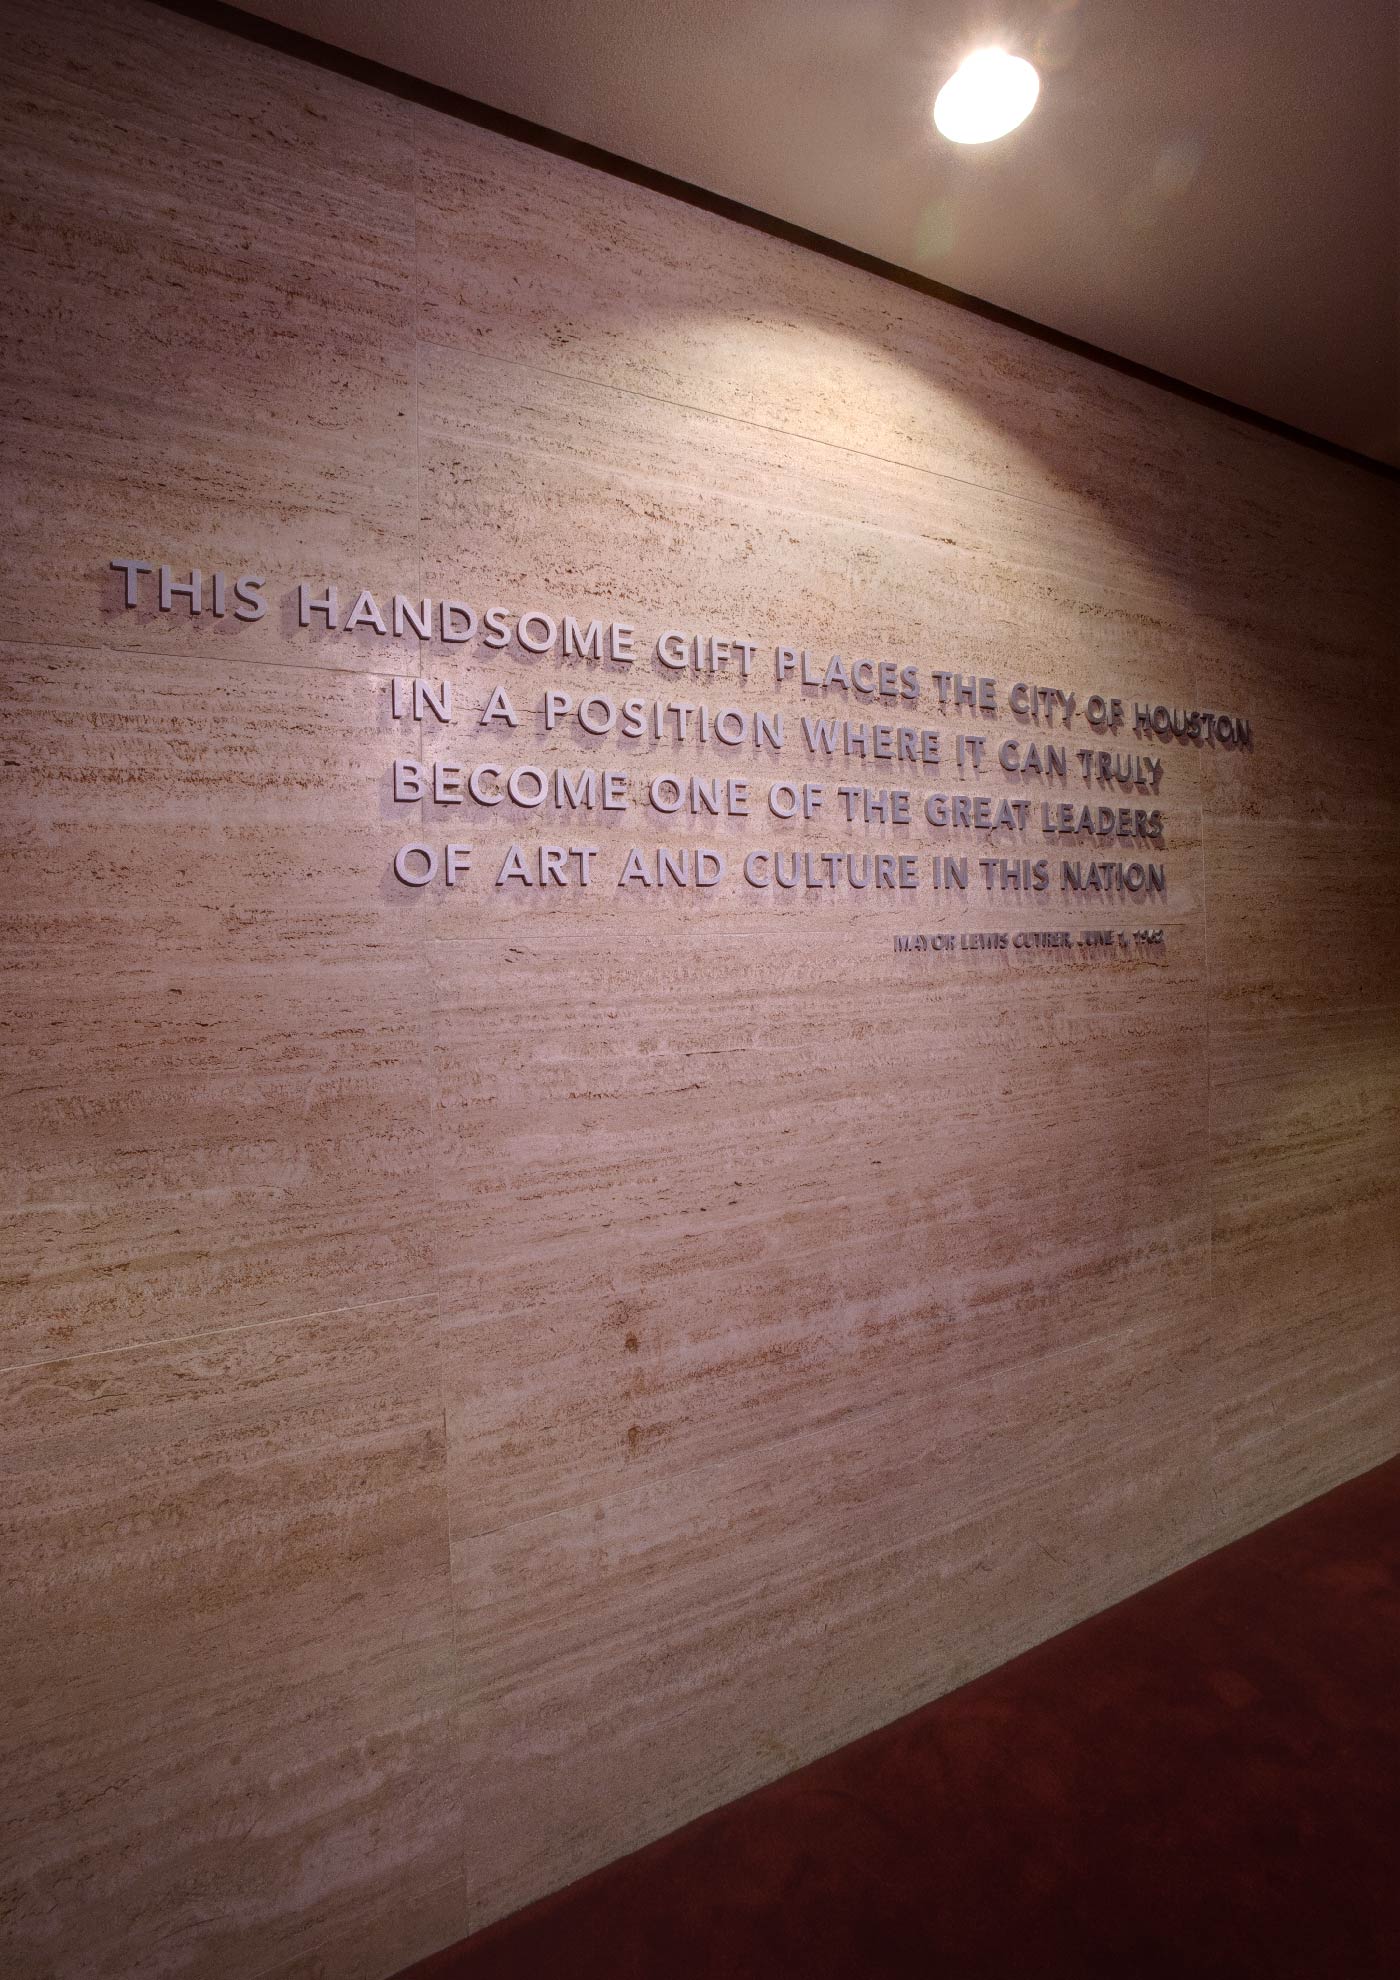 THIS HANDSOME GIFT PLACES THE CITY OF HOUSTON
IN A POSITION WHERE IT CAN TRULY
BECOME ONE OF THE GREAT LEADERS
OF ART AND CULTURE IN THIS NATION
MAYOR LEWIS CUTRER, JUNE 1, 1962